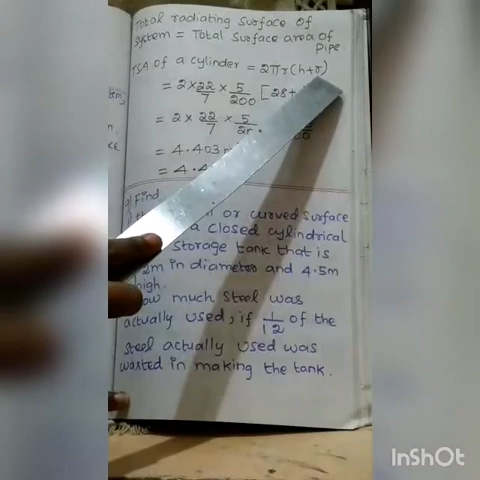 Total radiating surface of
system = Total surface area of
pipe.
TSA of a cylinder = 2πr(h+r)
= 2×22/7 × 5/200 [28+
= 2 × 22/7 × 5/
= 4.403
= 4.4
Find
or curved surface
a closed cylindrical
storage tank that is
2m in diameter and 4.5m
high.
How much steel was
actually used, if 1/12 of the
steel actually used was
wasted in making the tank.
InShOt